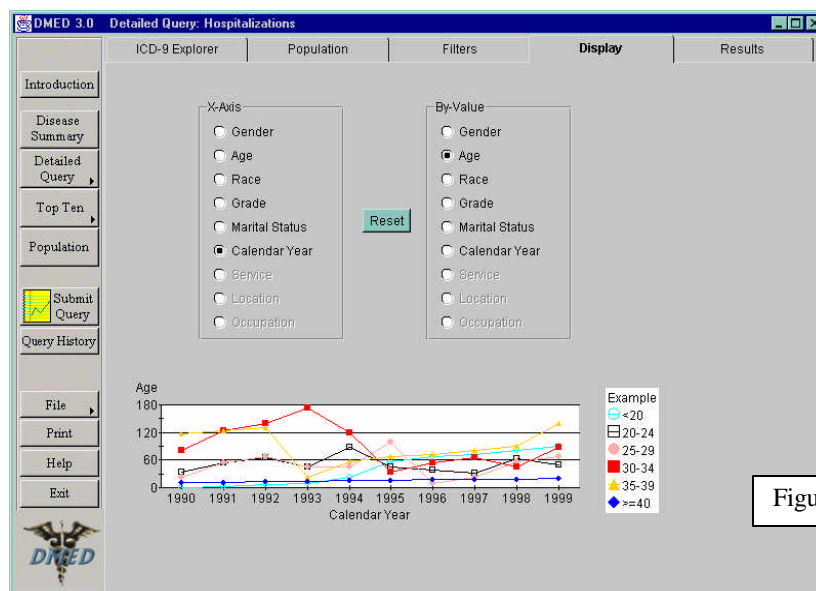 DMED 3.0 Detailed Query: Hospitalizations
ICD-9 Explorer Population Filters Display Results
Introduction
Disease
Summary
Detailed
Query
Top Ten
Population
Submit
Query
Query History
File
Print
Help
Exit
DMED
X-Axis
Gender
Age
Race
Grade
Marital Status
Calendar Year
Service
Location
Occupation
Reset
By-Value
Gender
Age
Race
Grade
Marital Status
Calendar Year
Service
Location
Occupation
Age
180
120
60
0
1990 1991 1992 1993 1994 1995 1996 1997 1998 1999
Calendar Year
Example
<20
20-24
25-29
30-34
35-39
>=40
Figu